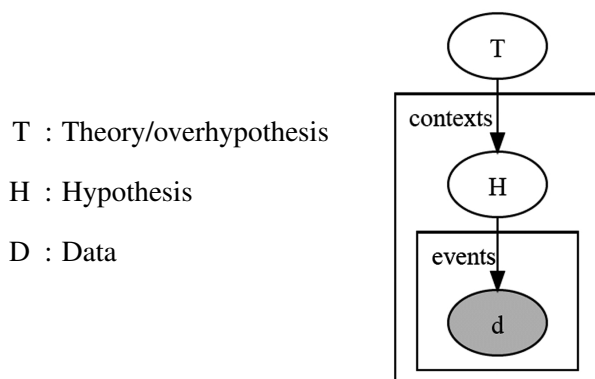 T : Theory/overhypothesis
H : Hypothesis
D : Data
T
contexts
H
events
d